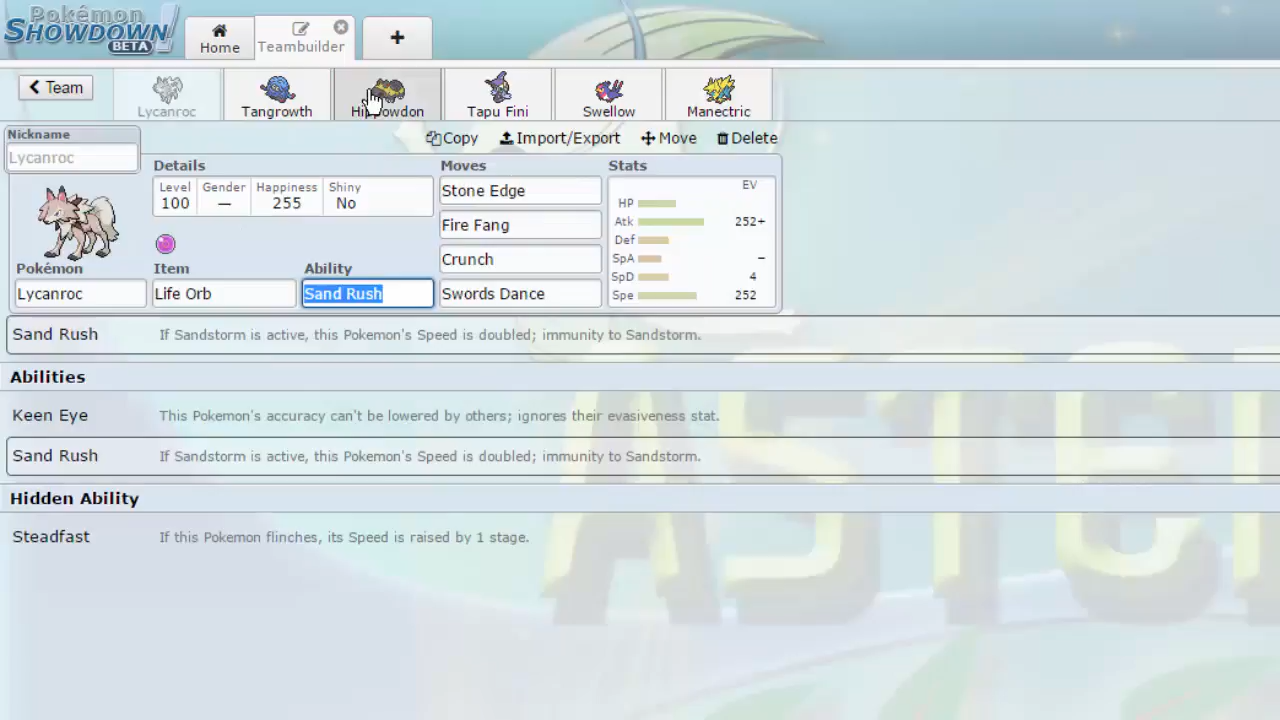 Pokémon
SHOWDOWN
BETA
Home
Teambuilder
+
Team
Lycanroc
Tangrowth
Hippowdon
Tapu Fini
Swellow
Manectric
Nickname
Lycanroc
Copy
Import/Export
Move
Delete
Details
Level Gender Happiness Shiny
100 — 255 No
Pokémon
Lycanroc
Item
Life Orb
Ability
Sand Rush
Moves
Stone Edge
Fire Fang
Crunch
Swords Dance
Stats
EV
HP
Atk 252+
Def
SpA –
SpD 4
Spe 252
Sand Rush If Sandstorm is active, this Pokemon's Speed is doubled; immunity to Sandstorm.
Abilities
Keen Eye This Pokemon's accuracy can't be lowered by others; ignores their evasiveness stat.
Sand Rush If Sandstorm is active, this Pokemon's Speed is doubled; immunity to Sandstorm.
Hidden Ability
Steadfast If this Pokemon flinches, its Speed is raised by 1 stage.